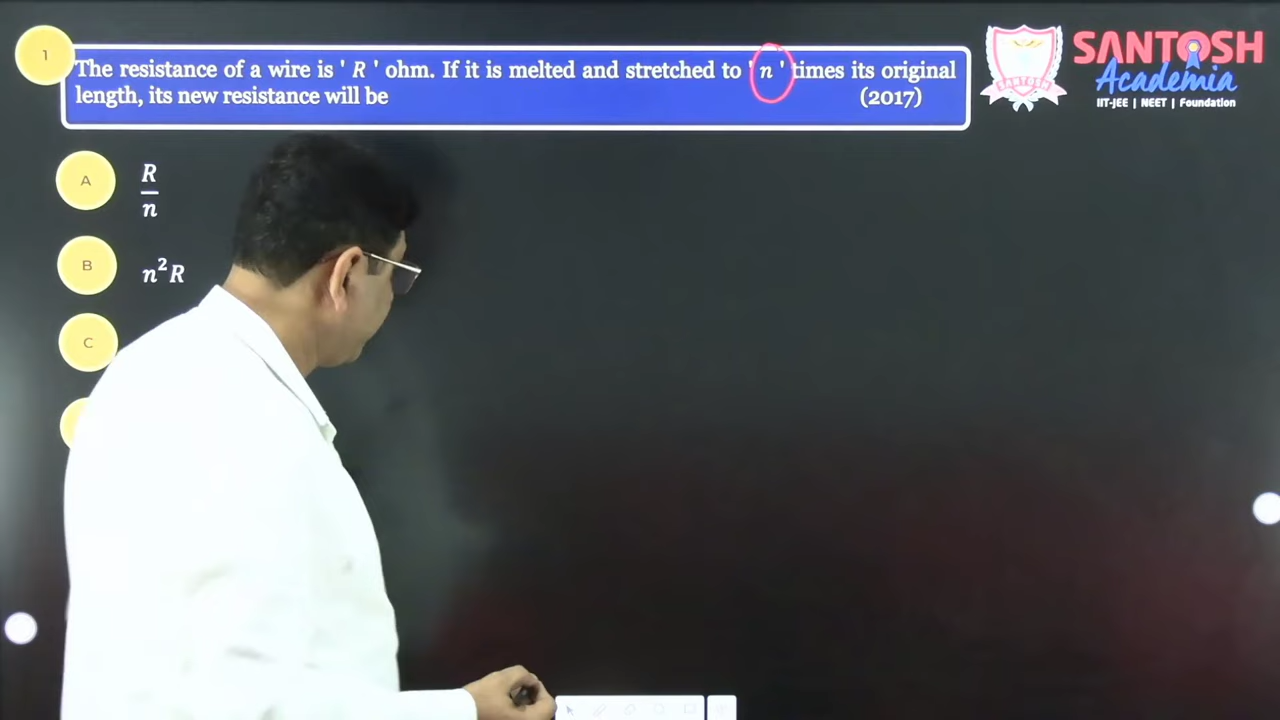 1
The resistance of a wire is ' R ' ohm. If it is melted and stretched to ' n ' times its original
length, its new resistance will be (2017)
A
R
n
B
n²R
C
SANTOSH
SANTOSH
Academia
IIT-JEE | NEET | Foundation